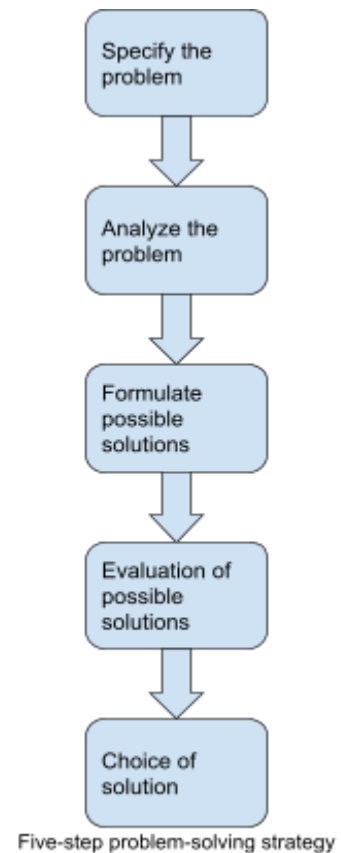 Specify the
problem
Analyze the
problem
Formulate
possible
solutions
Evaluation of
possible
solutions
Choice of
solution
Five-step problem-solving strategy